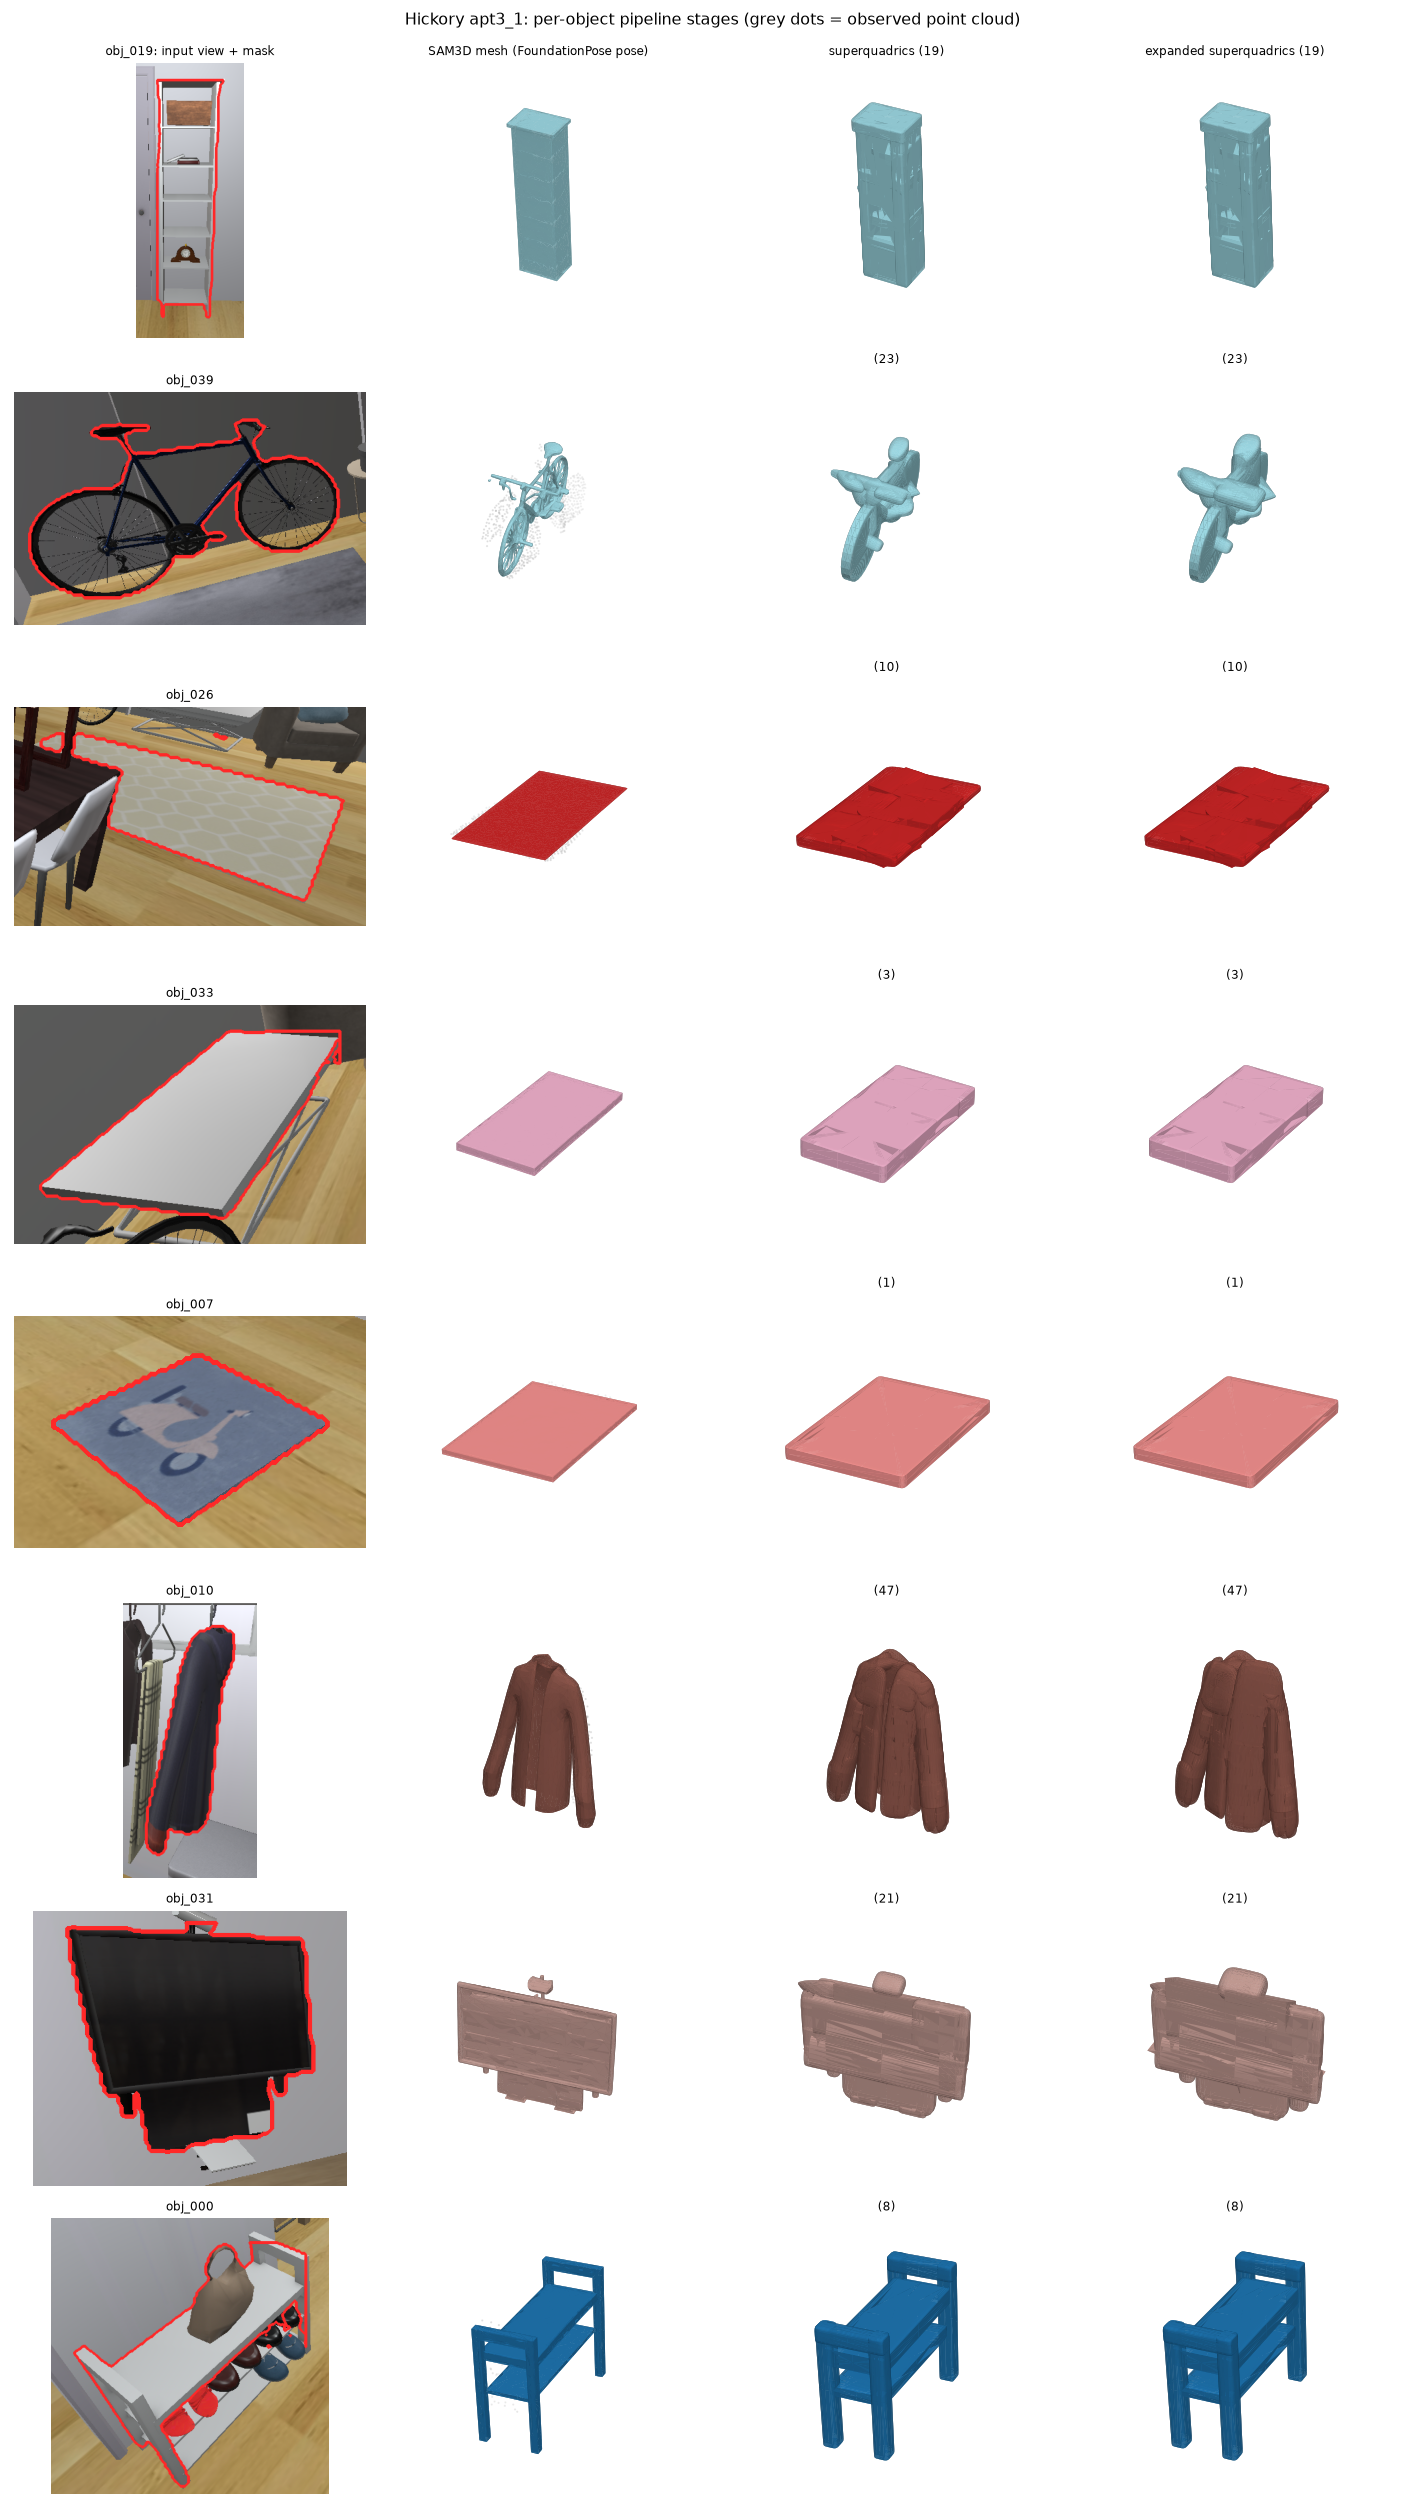 Hickory apt3_1: per-object pipeline stages (grey dots = observed point cloud)
obj_019: input view + mask
SAM3D mesh (FoundationPose pose)
superquadrics (19)
expanded superquadrics (19)
obj_039
(23)
(23)
obj_026
(10)
(10)
obj_033
(3)
(3)
obj_007
(1)
(1)
obj_010
(47)
(47)
obj_031
(21)
(21)
obj_000
(8)
(8)